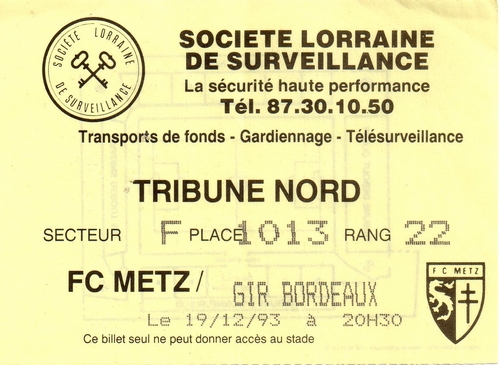 SOCIETE LORRAINE
DE SURVEILLANCE
SOCIETE LORRAINE
DE SURVEILLANCE
La sécurité haute performance
Tél. 87.30.10.50
Transports de fonds - Gardiennage - Télésurveillance
TRIBUNE NORD
SECTEUR F PLACE 1013 RANG 22
FC METZ / GIR BORDEAUX
FC METZ
Le 19/12/93 à 20H30
Ce billet seul ne peut donner accès au stade